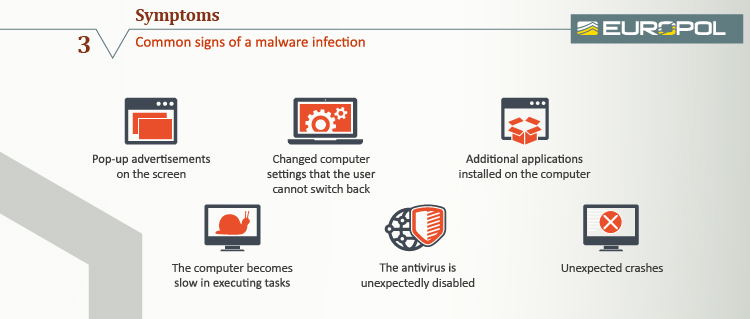 Symptoms
3
Common signs of a malware infection
EUROPOL
Pop-up advertisements
on the screen
Changed computer
settings that the user
cannot switch back
Additional applications
installed on the computer
The computer becomes
slow in executing tasks
The antivirus is
unexpectedly disabled
Unexpected crashes